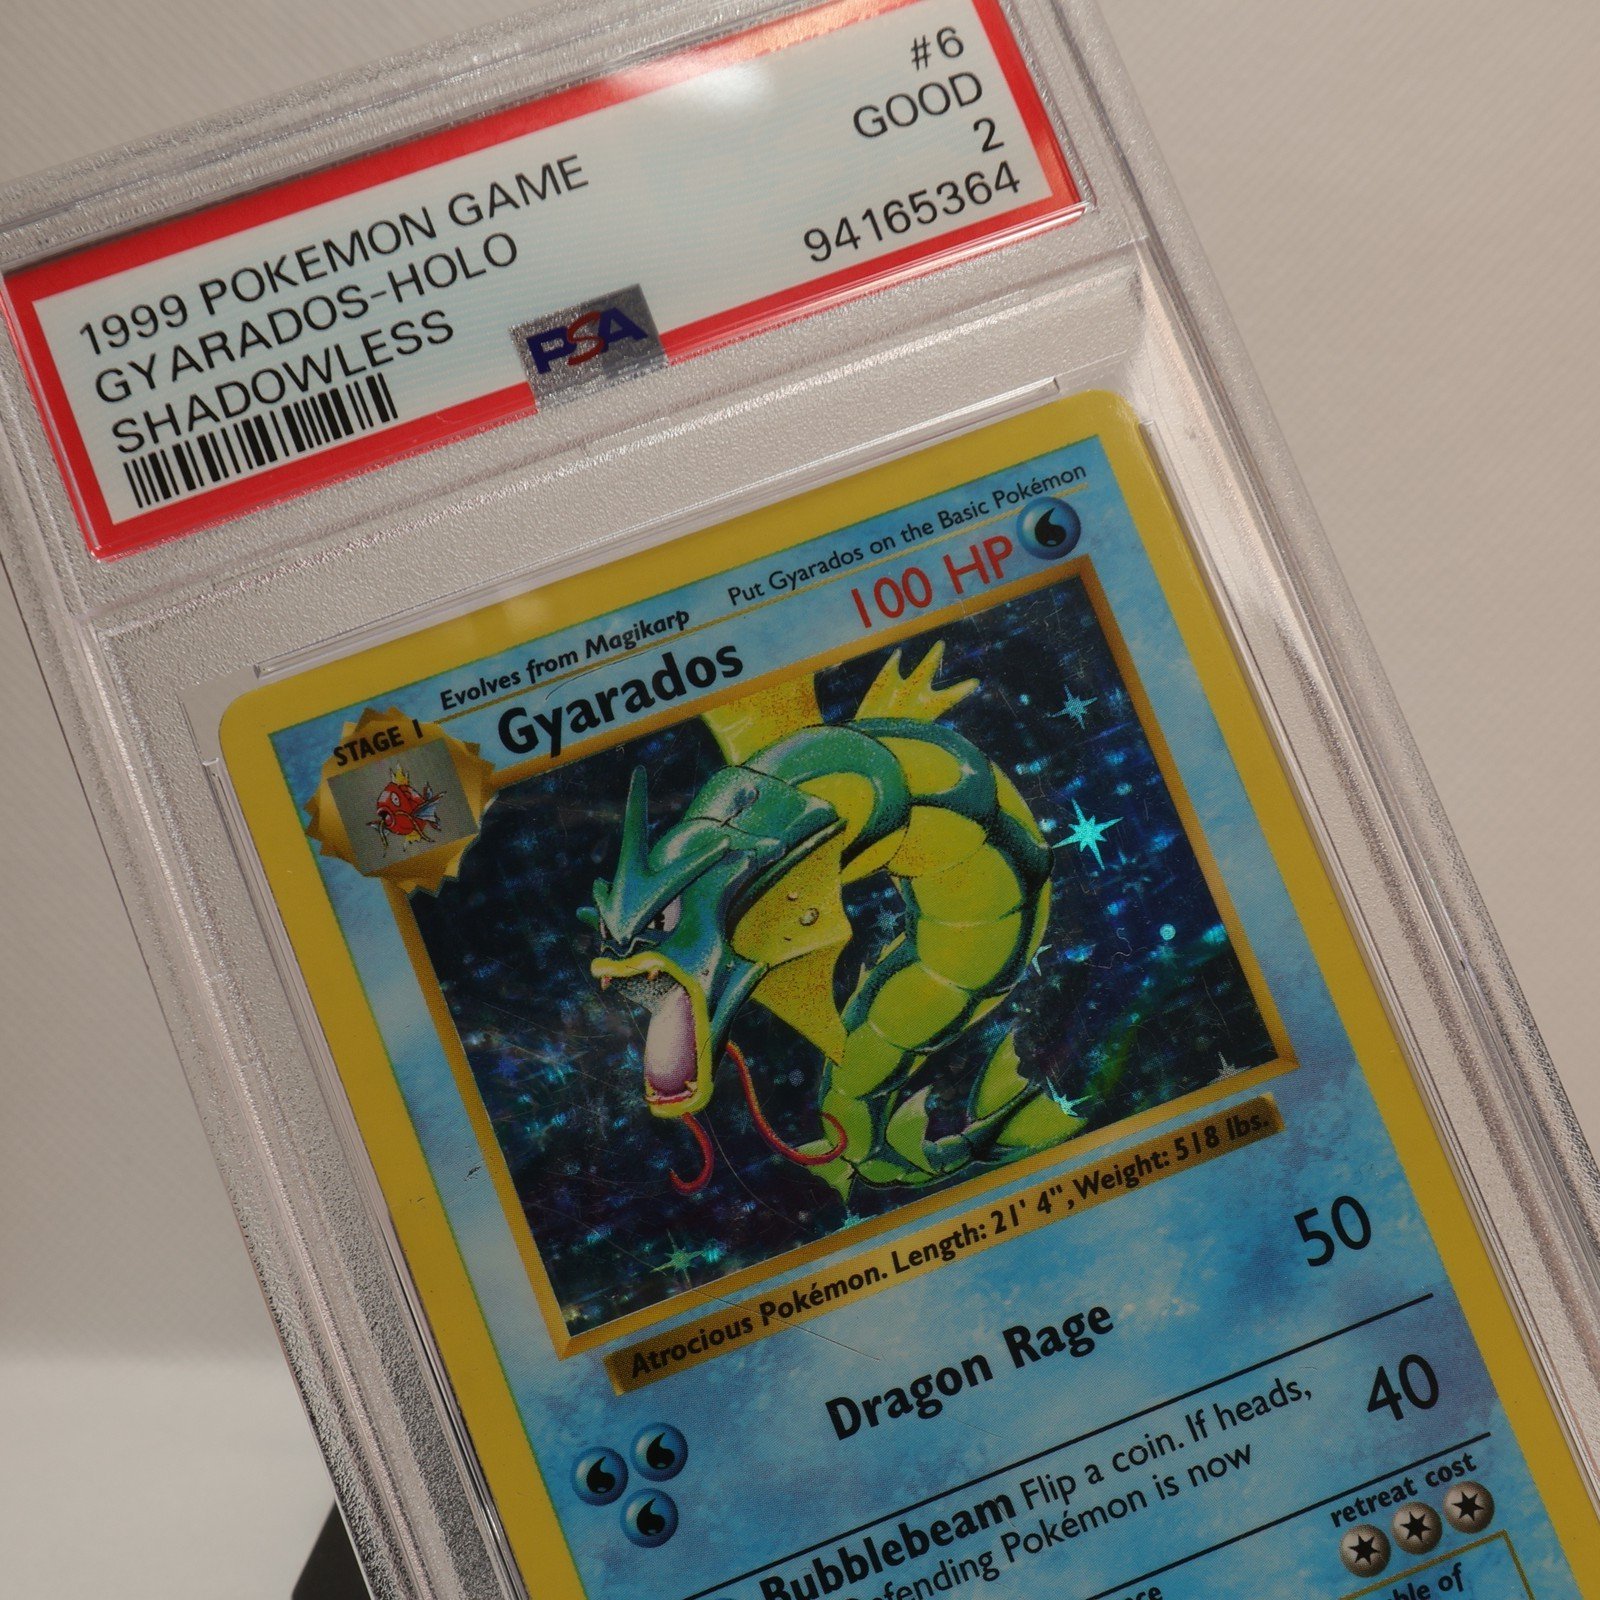 1999 POKEMON GAME
GYARADOS-HOLO
SHADOWLESS
#6
GOOD
2
94165364
PSA
Evolves from Magikarp
Put Gyarados on the Basic Pokémon
STAGE 1
Gyarados
100 HP
Atrocious Pokémon. Length: 21' 4", Weight: 518 lbs.
Dragon Rage
50
Bubblebeam Flip a coin. If heads,
Pokémon is now
40
retreat cost
of